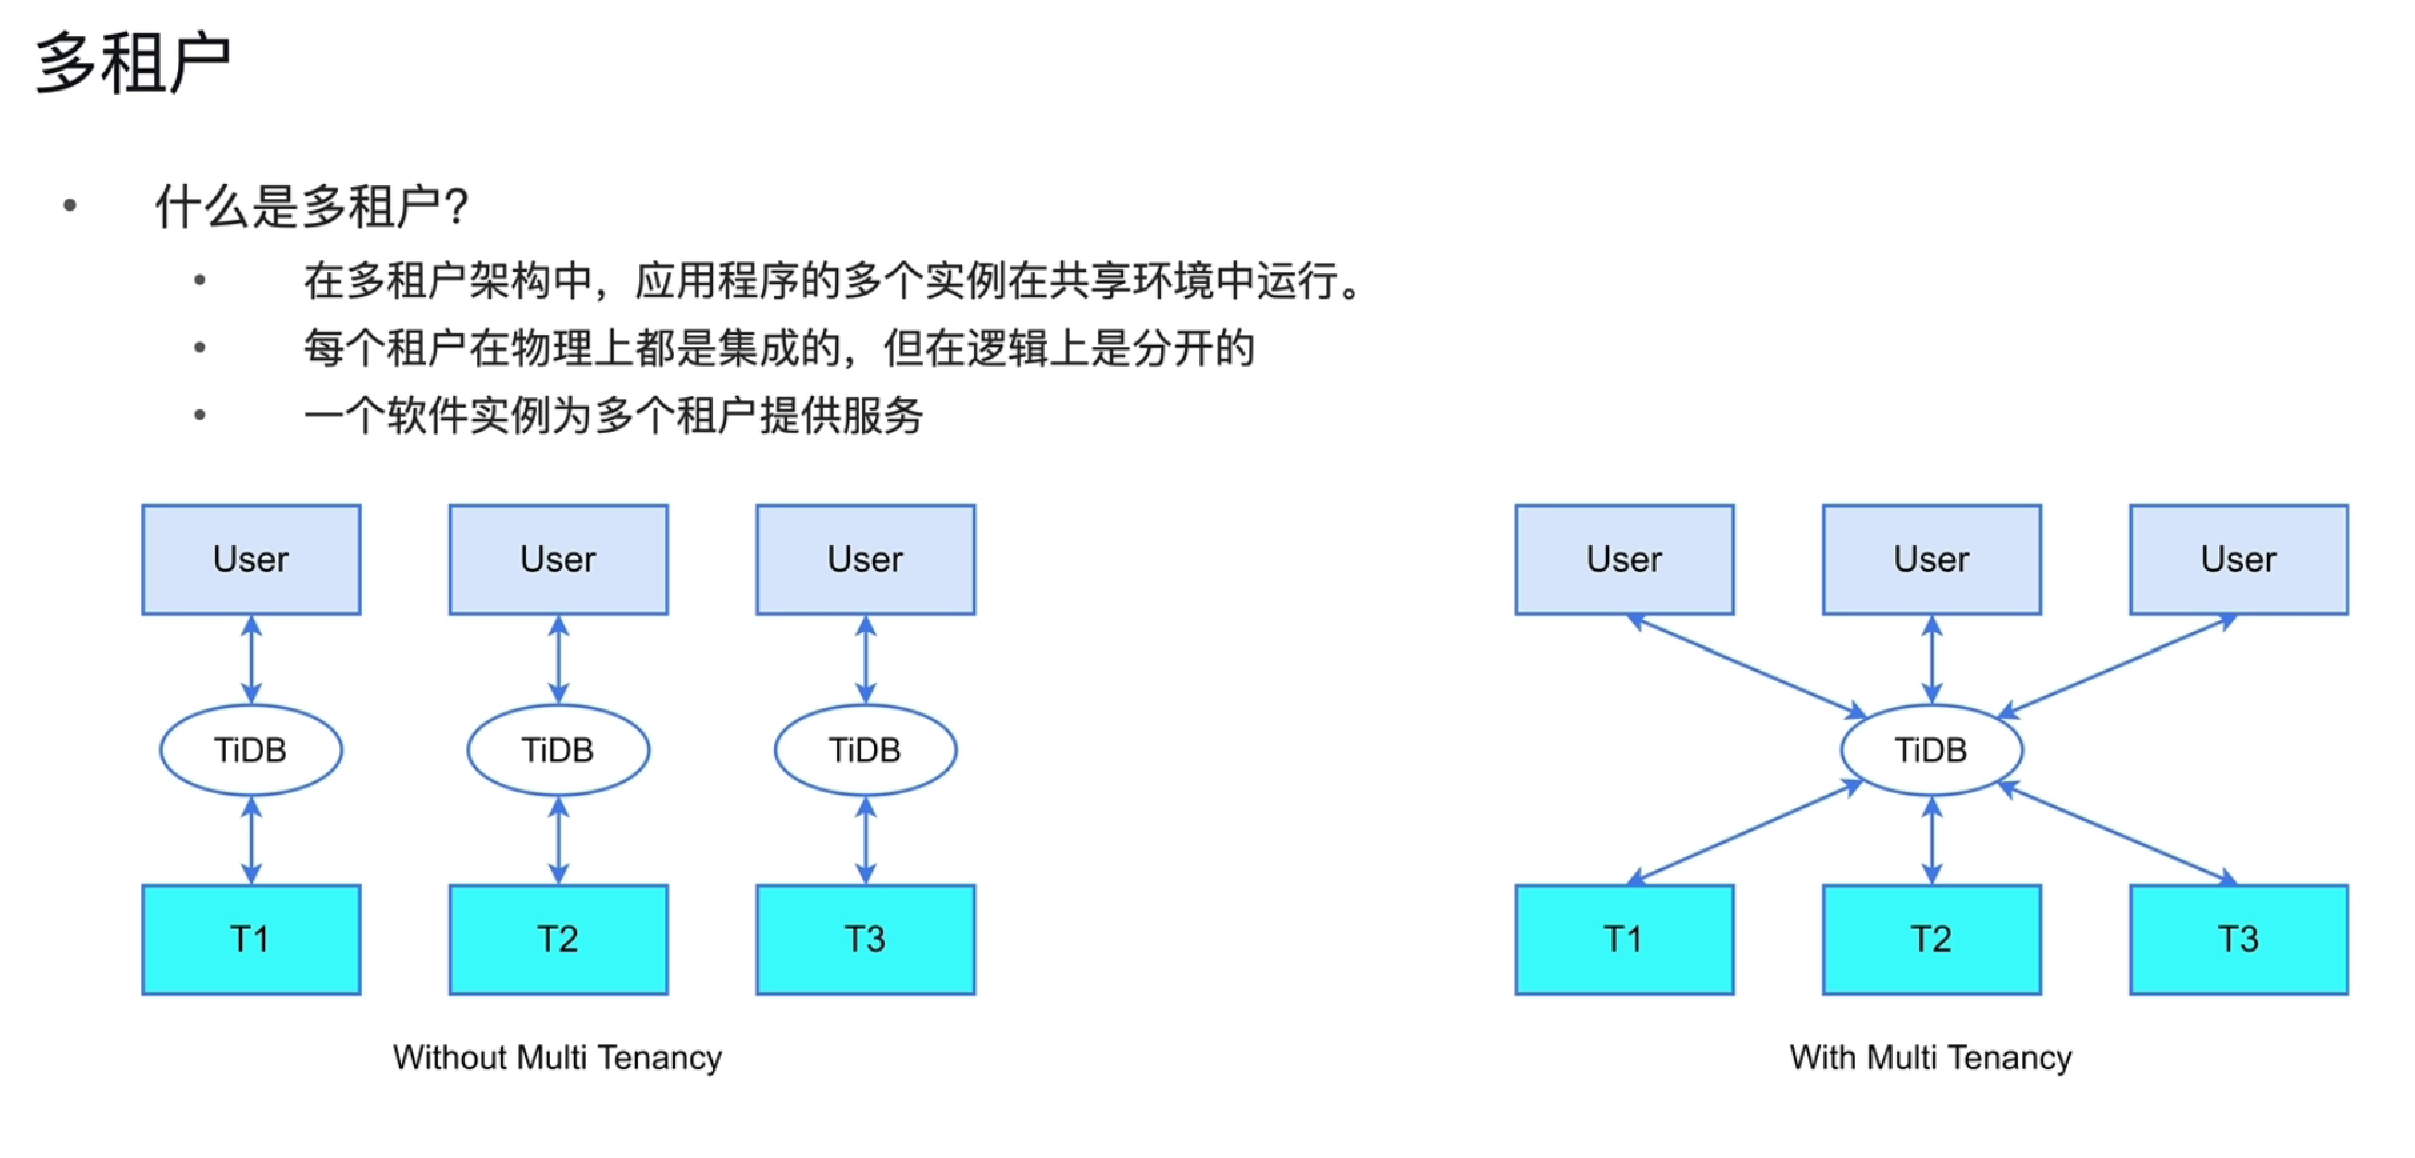 多租户
什么是多租户?
在多租户架构中，应用程序的多个实例在共享环境中运行。
每个租户在物理上都是集成的，但在逻辑上是分开的
一个软件实例为多个租户提供服务
User User User User User User
TiDB TiDB TiDB TiDB
T1 T2 T3 T1 T2 T3
Without Multi Tenancy With Multi Tenancy